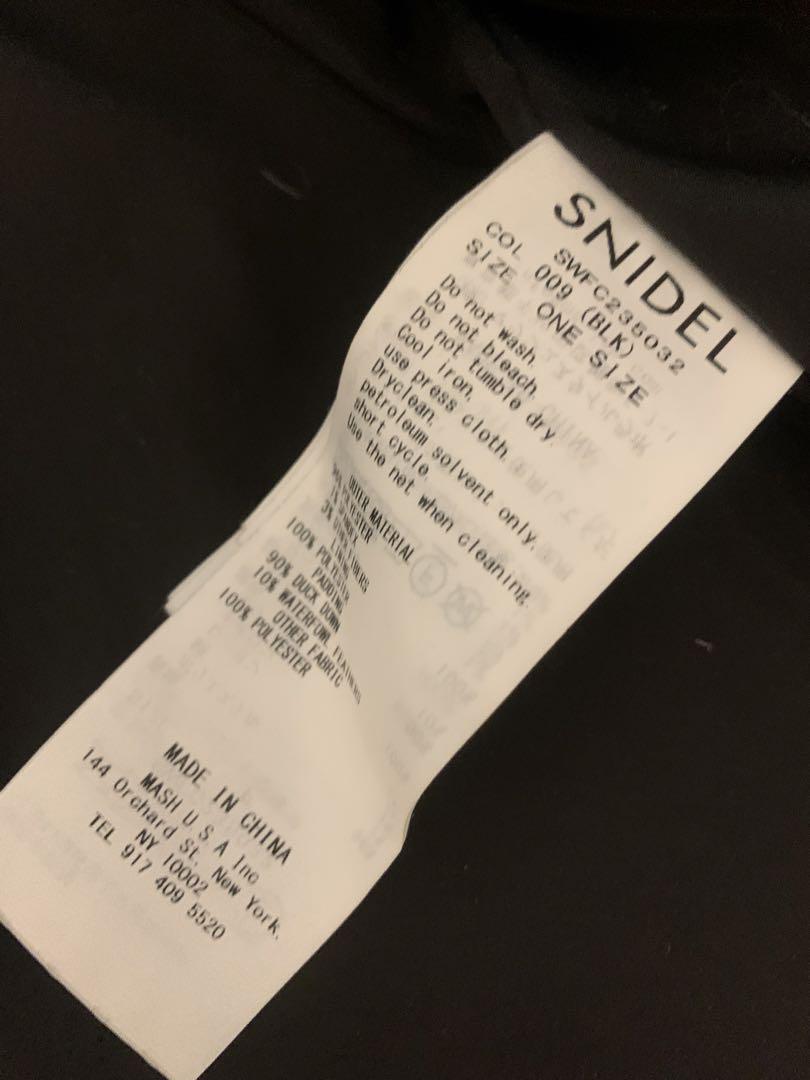 SNIDEL
SWFC235032
COL 009 (BLK)
SIZE ONE SIZE
Do not wash.
Do not bleach.
Do not tumble dry.
Cool iron.
use press cloth.
Dryclean.
petroleum solvent only.
short cycle.
Use the net when cleaning.
OUTER MATERIAL
POLYESTER
3%
LINING
100% POLYESTER
PADDING
90% DUCK DOWN
10% WATERFOWL FEATHERS
OTHER FABRIC
100% POLYESTER
MADE IN CHINA
MASH U S A Inc
144 Orchard St. New York.
NY 10002
TEL 917 409 5520